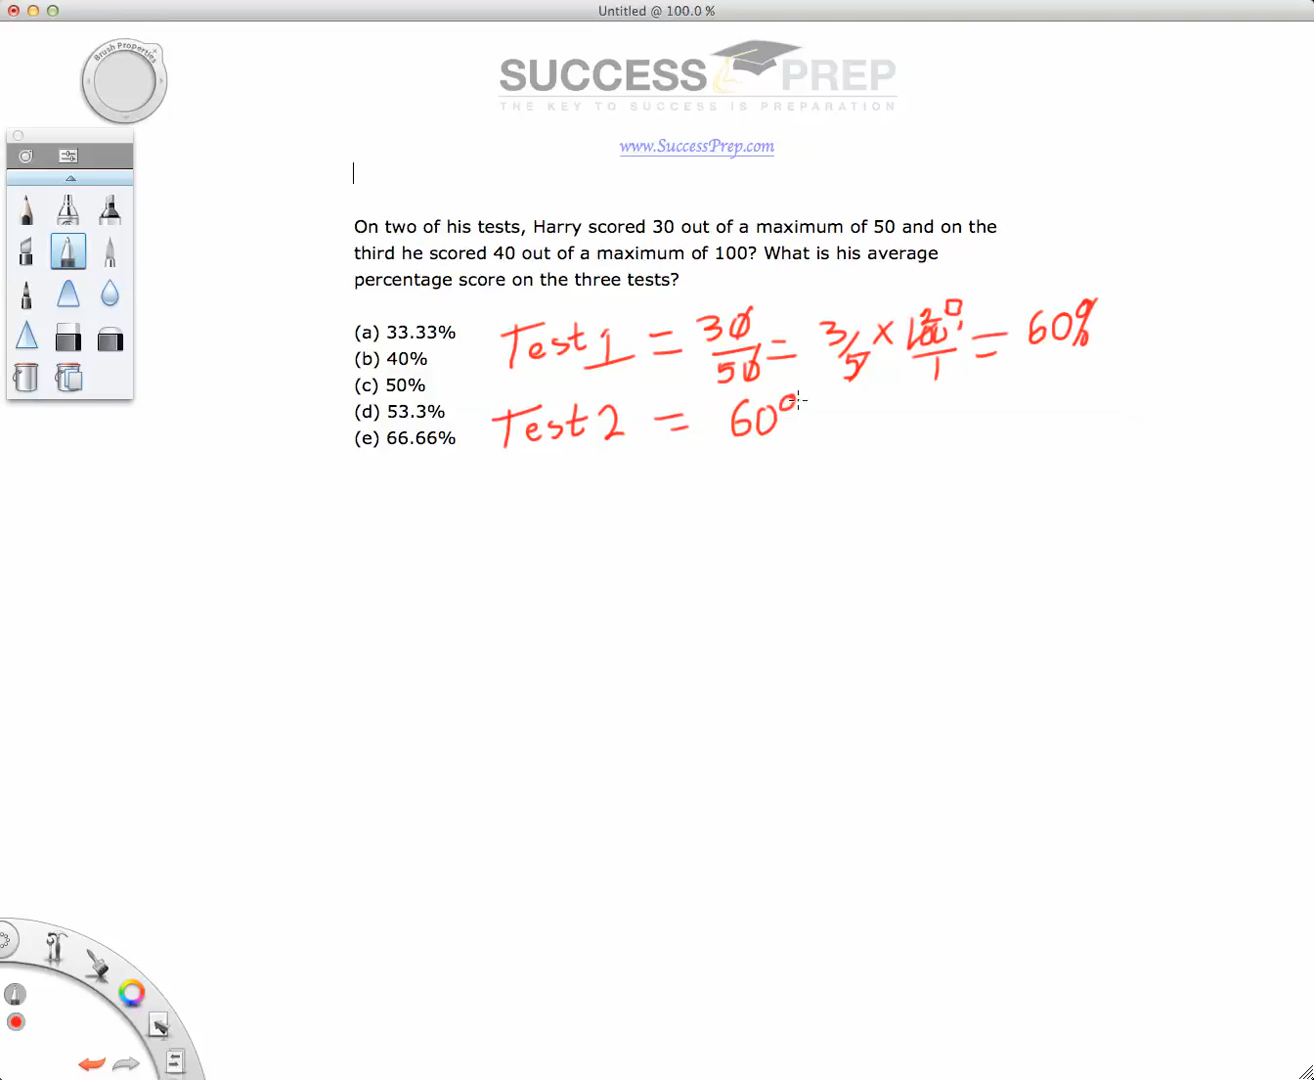 Untitled @ 100.0 %
Brush Properties
SUCCESS PREP
THE KEY TO SUCCESS IS PREPARATION
www.SuccessPrep.com
On two of his tests, Harry scored 30 out of a maximum of 50 and on the
third he scored 40 out of a maximum of 100? What is his average
percentage score on the three tests?
(a) 33.33%
(b) 40%
(c) 50%
(d) 53.3%
(e) 66.66%
Test 1 = 30/50 = 3/5 × 100/1 = 60%
Test 2 = 60